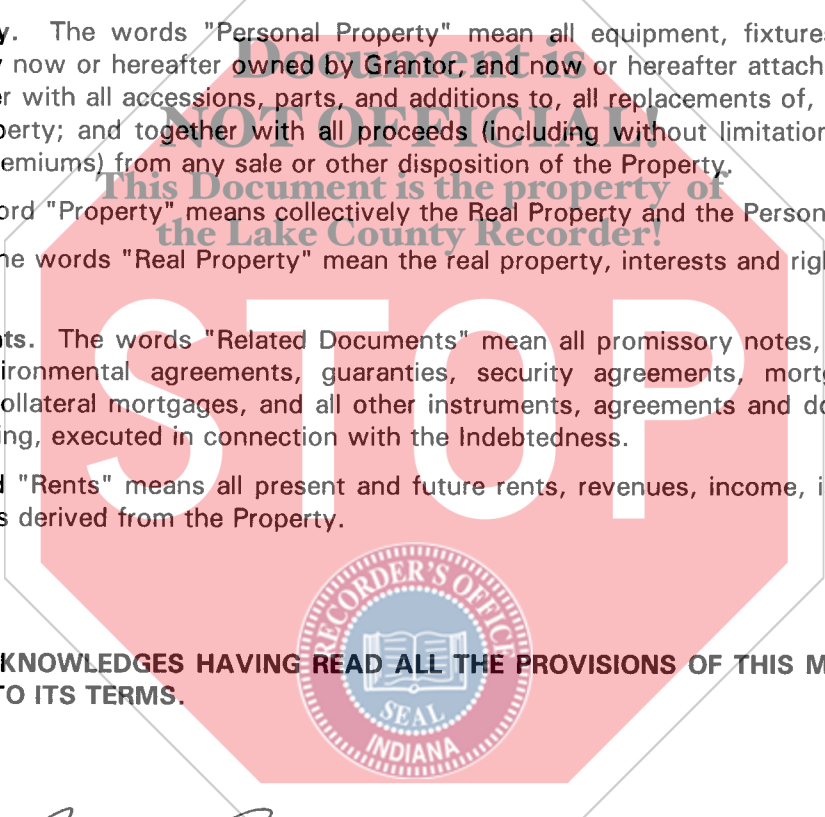 y. The words "Personal Property" mean all equipment, fixtures
Document is
now or hereafter owned by Grantor, and now or hereafter attach
r with all accessions, parts, and additions to, all replacements of,
NOT OFFICIAL!
perty; and together with all proceeds (including without limitation
emiums) from any sale or other disposition of the Property.
This Document is the property of
ord "Property" means collectively the Real Property and the Person
the Lake County Recorder!
he words "Real Property" mean the real property, interests and righ
STOP
ts. The words "Related Documents" mean all promissory notes,
ironmental agreements, guaranties, security agreements, mortg
ollateral mortgages, and all other instruments, agreements and do
ing, executed in connection with the Indebtedness.
d "Rents" means all present and future rents, revenues, income, i
s derived from the Property.
RECORDER'S OFFICE
KNOWLEDGES HAVING READ ALL THE PROVISIONS OF THIS M
TO ITS TERMS.
SEAL
INDIANA